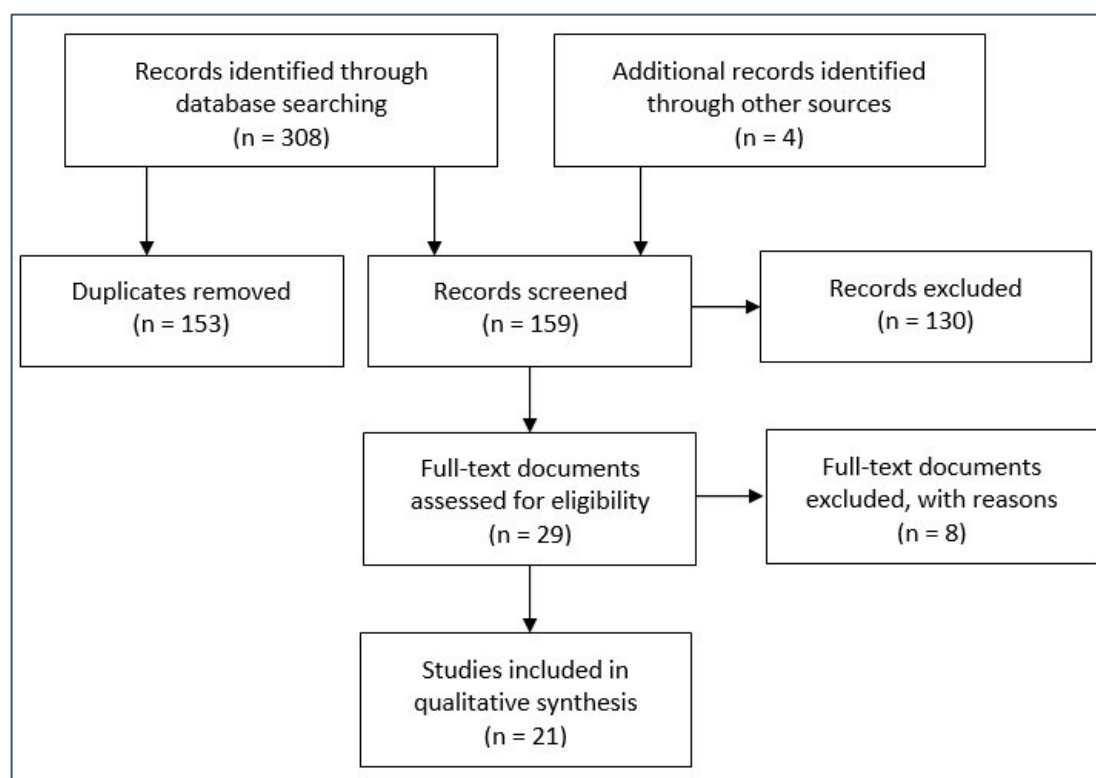 Records identified through
database searching
(n = 308)
Additional records identified
through other sources
(n = 4)
Duplicates removed
(n = 153)
Records screened
(n = 159)
Records excluded
(n = 130)
Full-text documents
assessed for eligibility
(n = 29)
Full-text documents
excluded, with reasons
(n = 8)
Studies included in
qualitative synthesis
(n = 21)